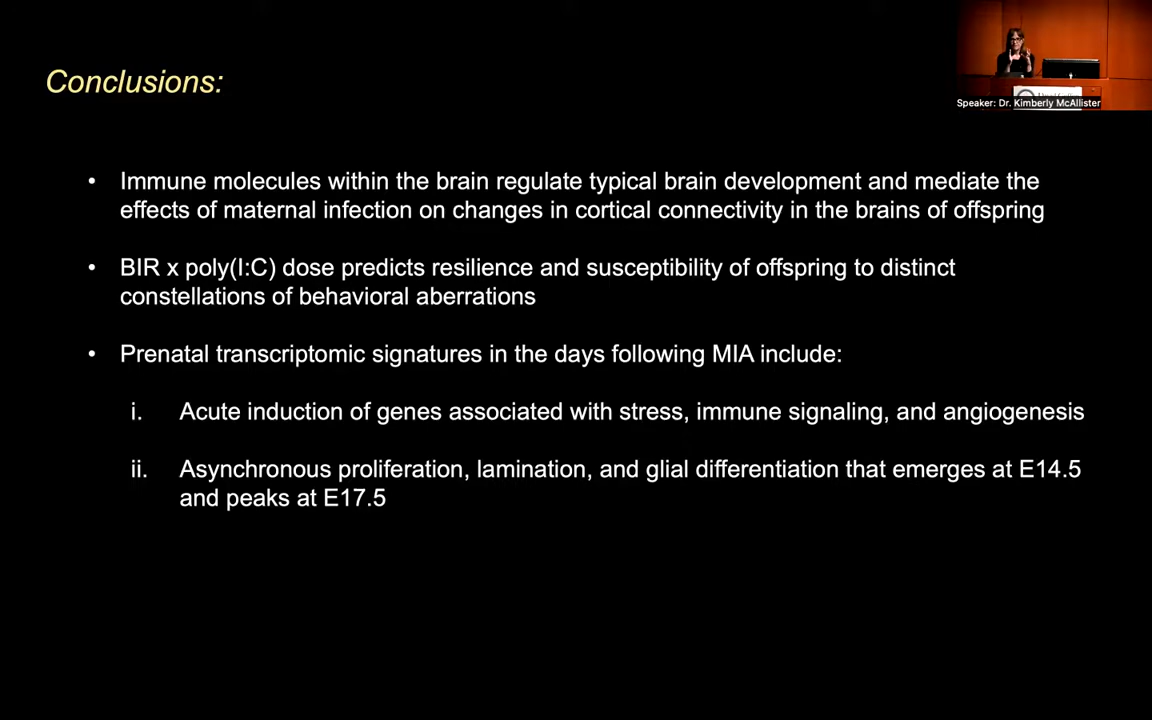 Conclusions:
Speaker: Dr. Kimberly McAllister
• Immune molecules within the brain regulate typical brain development and mediate the
effects of maternal infection on changes in cortical connectivity in the brains of offspring
• BIR x poly(I:C) dose predicts resilience and susceptibility of offspring to distinct
constellations of behavioral aberrations
• Prenatal transcriptomic signatures in the days following MIA include:
i. Acute induction of genes associated with stress, immune signaling, and angiogenesis
ii. Asynchronous proliferation, lamination, and glial differentiation that emerges at E14.5
and peaks at E17.5